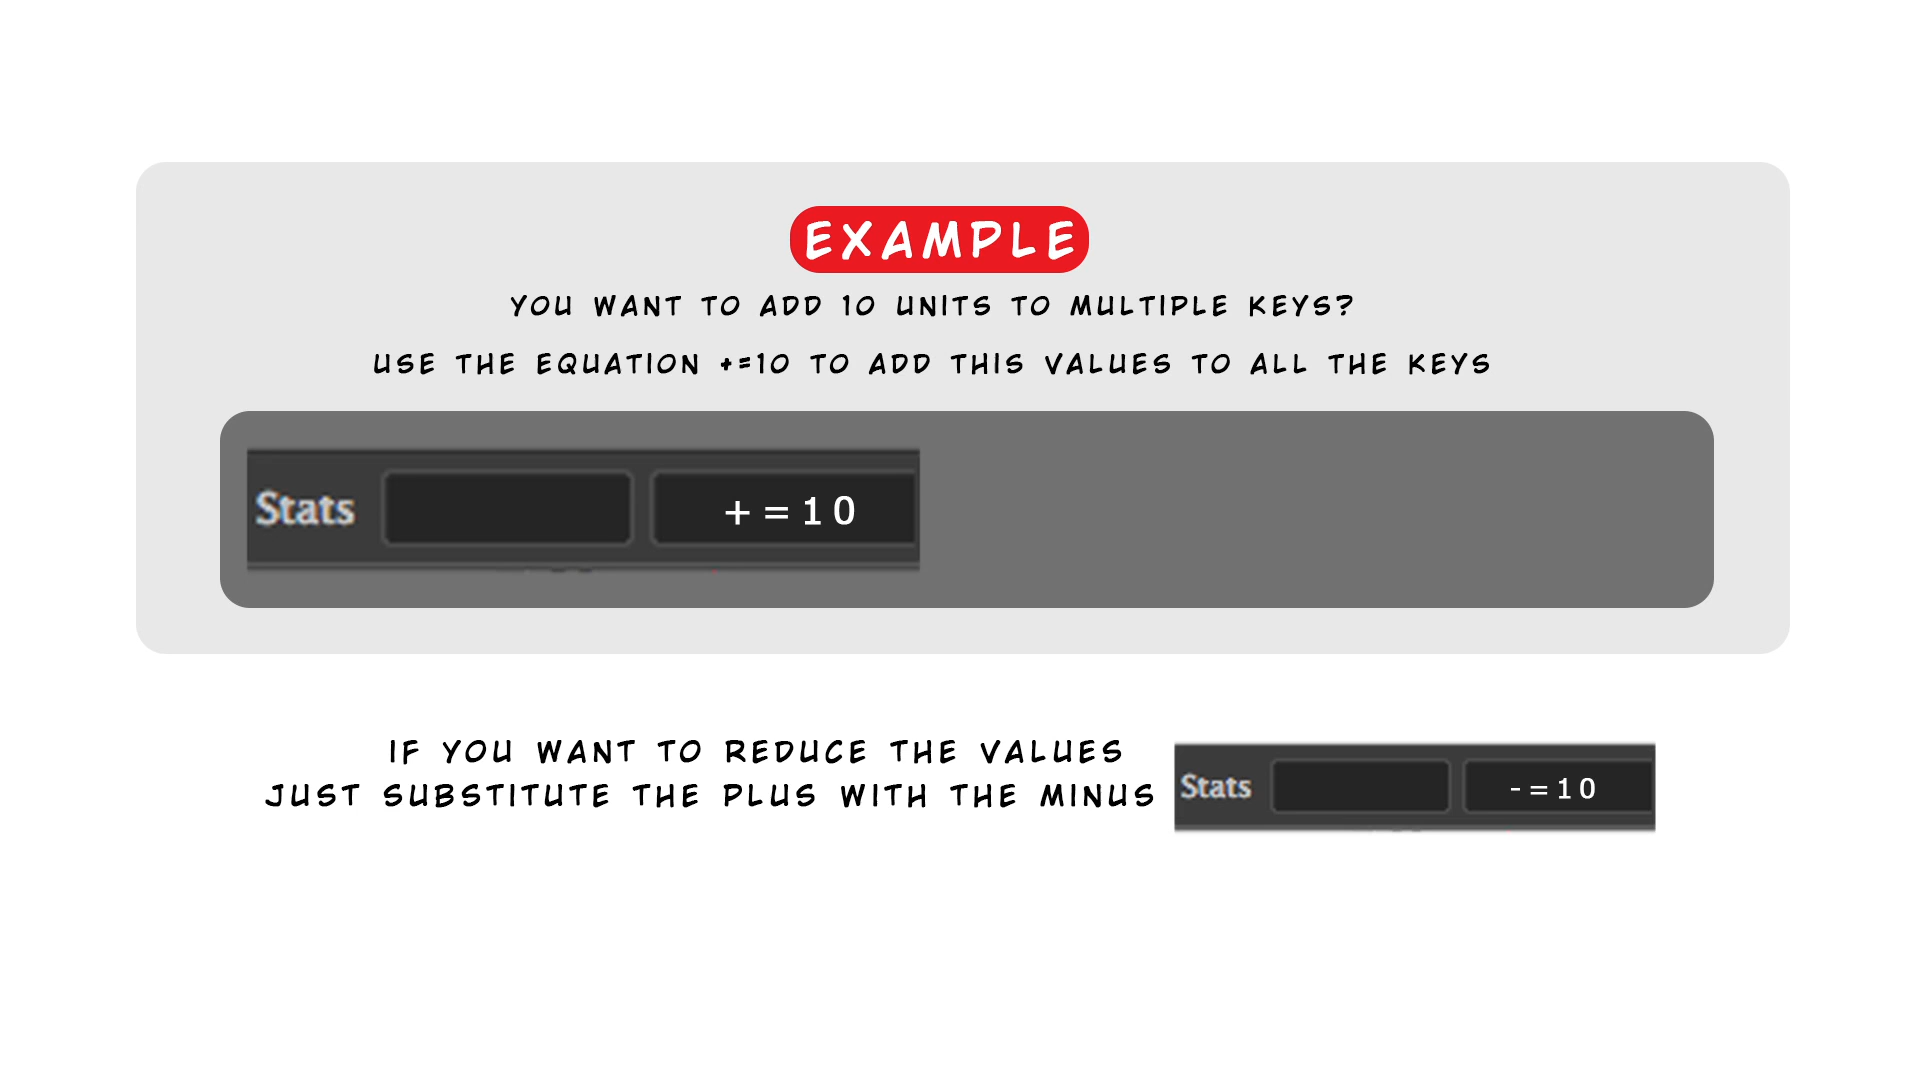 EXAMPLE
YOU WANT TO ADD 10 UNITS TO MULTIPLE KEYS?
USE THE EQUATION +=10 TO ADD THIS VALUES TO ALL THE KEYS
Stats +=10
IF YOU WANT TO REDUCE THE VALUES
JUST SUBSTITUTE THE PLUS WITH THE MINUS
Stats -=10